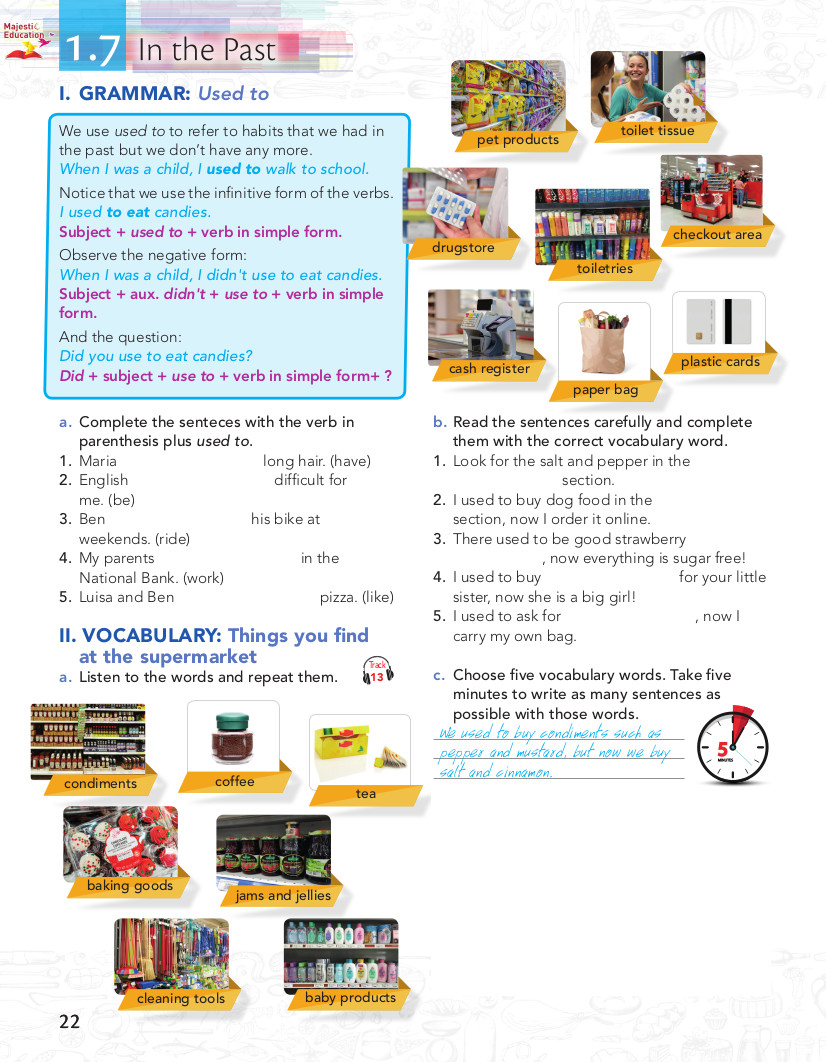 Majestic
Education
1.7 In the Past
I. GRAMMAR: Used to
We use used to to refer to habits that we had in
the past but we don't have any more.
When I was a child, I used to walk to school.
Notice that we use the infinitive form of the verbs.
I used to eat candies.
Subject + used to + verb in simple form.
Observe the negative form:
When I was a child, I didn't use to eat candies.
Subject + aux. didn't + use to + verb in simple
form.
And the question:
Did you use to eat candies?
Did + subject + use to + verb in simple form+ ?
a. Complete the senteces with the verb in
parenthesis plus used to.
1. Maria long hair. (have)
2. English difficult for
me. (be)
3. Ben his bike at
weekends. (ride)
4. My parents in the
National Bank. (work)
5. Luisa and Ben pizza. (like)
II. VOCABULARY: Things you find
at the supermarket
a. Listen to the words and repeat them.
Track
13
condiments
coffee
tea
baking goods
jams and jellies
cleaning tools
baby products
pet products
toilet tissue
drugstore
toiletries
checkout area
cash register
paper bag
plastic cards
b. Read the sentences carefully and complete
them with the correct vocabulary word.
1. Look for the salt and pepper in the
section.
2. I used to buy dog food in the
section, now I order it online.
3. There used to be good strawberry
, now everything is sugar free!
4. I used to buy for your little
sister, now she is a big girl!
5. I used to ask for , now I
carry my own bag.
c. Choose five vocabulary words. Take five
minutes to write as many sentences as
possible with those words.
We used to buy condiments such as
pepper and mustard, but now we buy
salt and cinnamon.
5
MINUTES
22